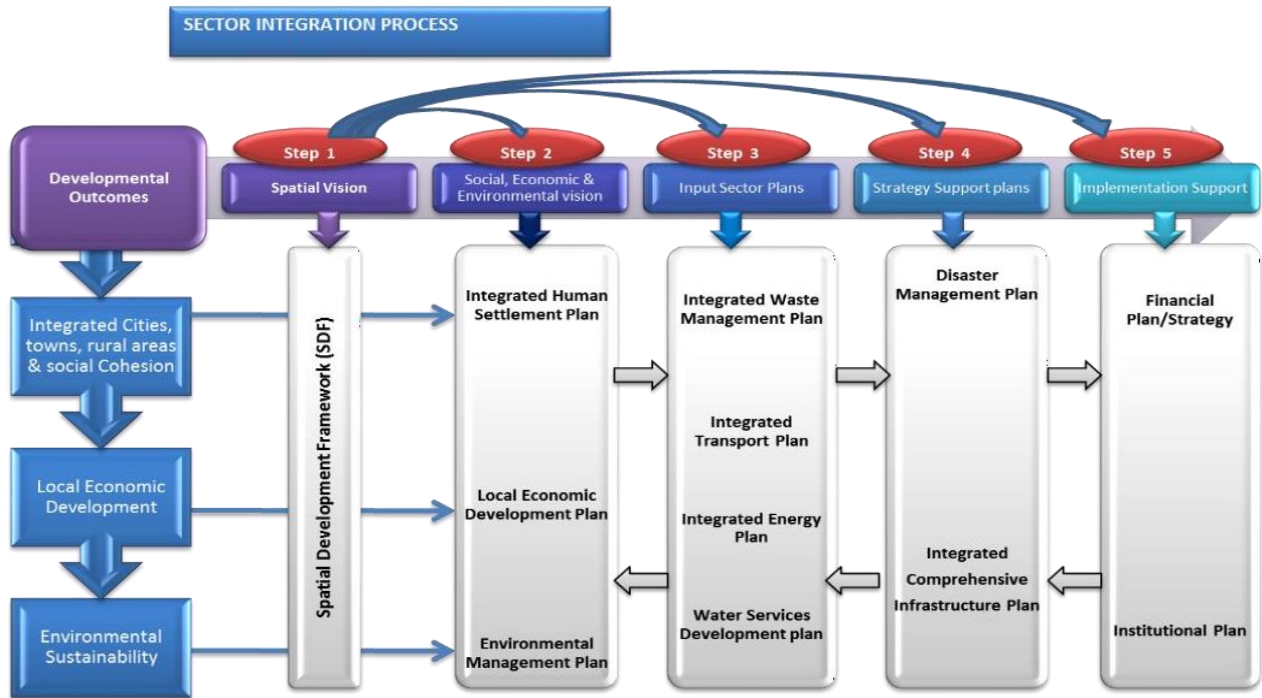 SECTOR INTEGRATION PROCESS
Developmental
Outcomes
Step 1
Spatial Vision
Step 2
Social, Economic &
Environmental vision
Step 3
Input Sector Plans
Step 4
Strategy Support plans
Step 5
Implementation Support
Integrated Cities,
towns, rural areas
& social Cohesion
Local Economic
Development
Environmental
Sustainability
Spatial Development Framework (SDF)
Integrated Human
Settlement Plan
Local Economic
Development Plan
Environmental
Management Plan
Integrated Waste
Management Plan
Integrated
Transport Plan
Integrated Energy
Plan
Water Services
Development plan
Disaster
Management Plan
Integrated
Comprehensive
Infrastructure Plan
Financial
Plan/Strategy
Institutional Plan